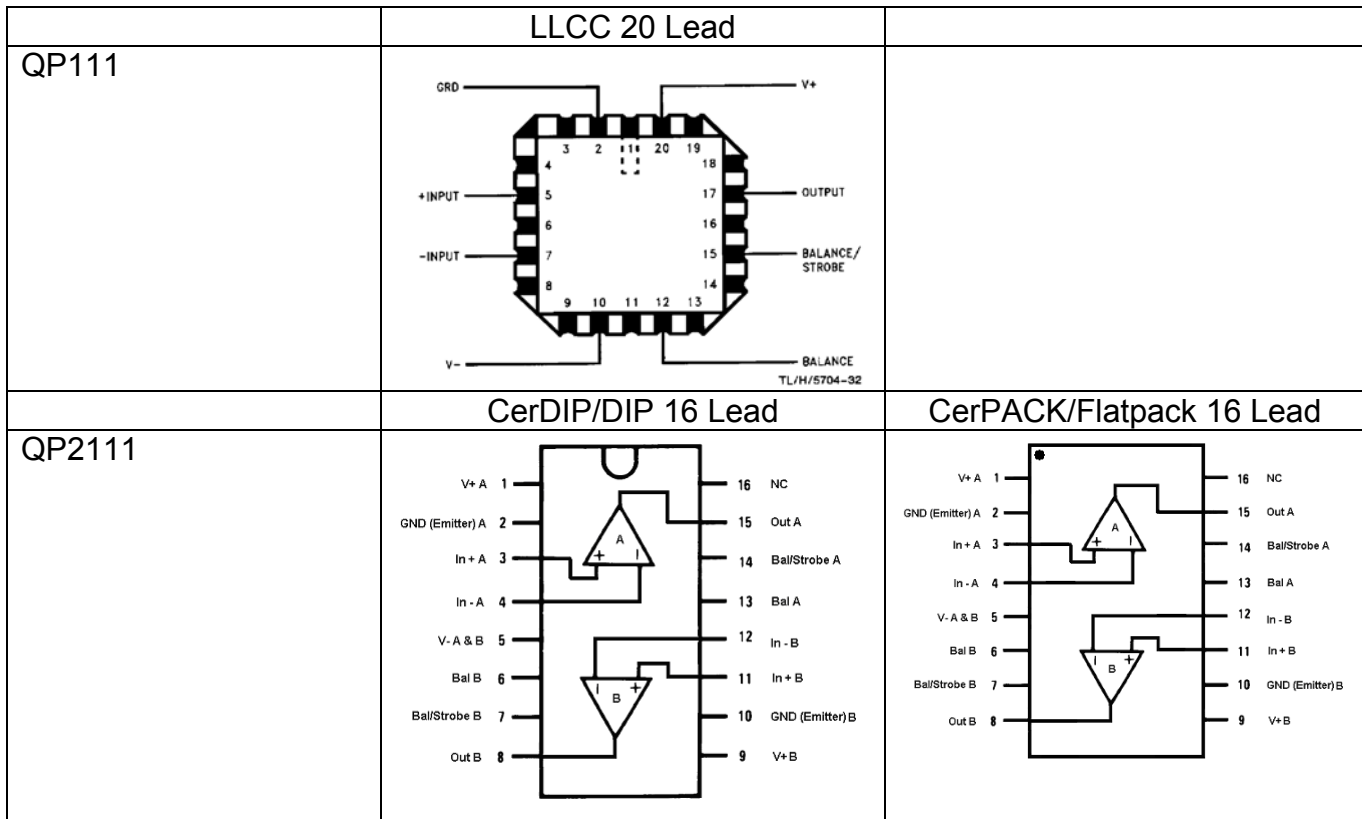 LLCC 20 Lead
QP111
GRD
V+
3 2 1 20 19
4
18
+INPUT
5
17
OUTPUT
6
16
-INPUT
7
15
BALANCE/
STROBE
8
14
9 10 11 12 13
V-
BALANCE
TL/H/5704-32
CerDIP/DIP 16 Lead
CerPACK/Flatpack 16 Lead
QP2111
V+ A 1
16 NC
GND (Emitter) A 2
15 Out A
A
In + A 3
+
14 Bal/Strobe A
In - A 4
13 Bal A
V- A & B 5
12 In - B
Bal B 6
11 In + B
+
B
Bal/Strobe B 7
10 GND (Emitter) B
Out B 8
9 V+B
V+ A 1
16 NC
GND (Emitter) A 2
15 Out A
A
In + A 3
+
14 Bal/Strobe A
In - A 4
13 Bal A
V- A & B 5
12 In - B
Bal B 6
11 In + B
+
B
Bal/Strobe B 7
10 GND (Emitter) B
Out B 8
9 V+B